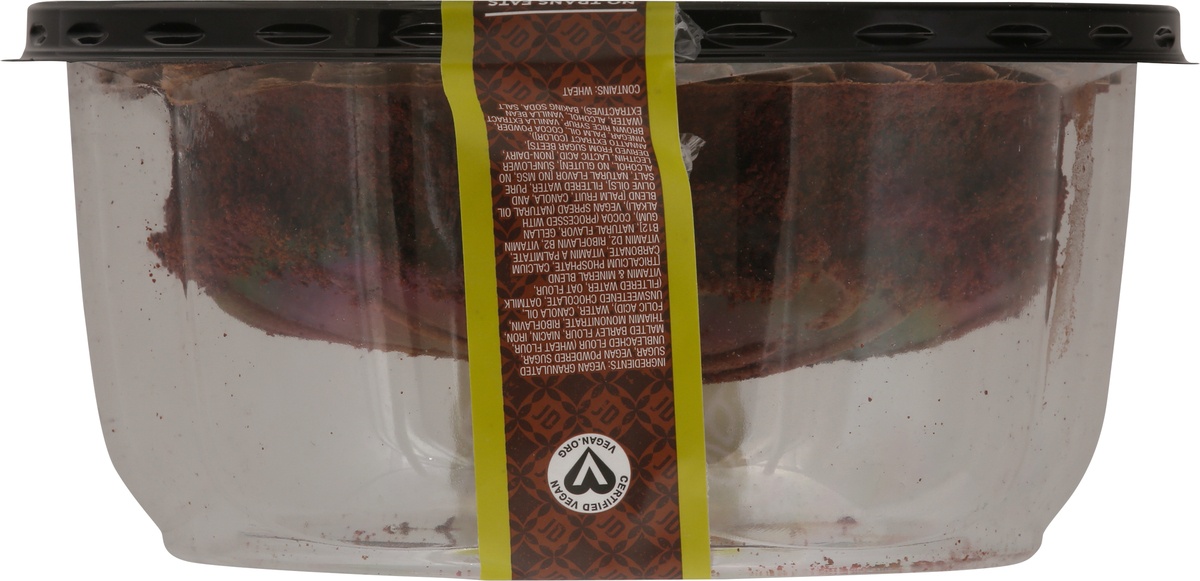 CERTIFIED VEGAN
V
VEGAN.ORG
INGREDIENTS: VEGAN GRANULATED
SUGAR, VEGAN POWDERED SUGAR,
UNBLEACHED FLOUR (WHEAT FLOUR,
MALTED BARLEY FLOUR, NIACIN, IRON,
THIAMIN MONONITRATE, RIBOFLAVIN,
FOLIC ACID), WATER, CANOLA OIL,
UNSWEETENED CHOCOLATE, OATMILK
(FILTERED WATER, OAT FLOUR,
VITAMIN & MINERAL BLEND
TRICALCIUM PHOSPHATE, CALCIUM
CARBONATE, VITAMIN A PALMITATE,
VITAMIN D2, RIBOFLAVIN B2, VITAMIN
B12], NATURAL FLAVOR, GELLAN
GUM), COCOA (PROCESSED WITH
ALKALI), VEGAN SPREAD (NATURAL OIL
BLEND [PALM FRUIT, CANOLA AND
OLIVE OILS], FILTERED WATER, PURE
SALT, NATURAL FLAVOR [NO MSG, NO
ALCOHOL, NO GLUTEN], SUNFLOWER
LECITHIN, LACTIC ACID, [NON-DAIRY,
DERIVED FROM SUGAR BEETS]
ANNATTO EXTRACT [COLOR]),
VINEGAR, PALM OIL, COCOA POWDER,
BROWN RICE SYRUP, VANILLA EXTRACT
(WATER, ALCOHOL, VANILLA BEAN
EXTRACTIVES), BAKING SODA, SALT
CONTAINS: WHEAT
NO TRANS FATS